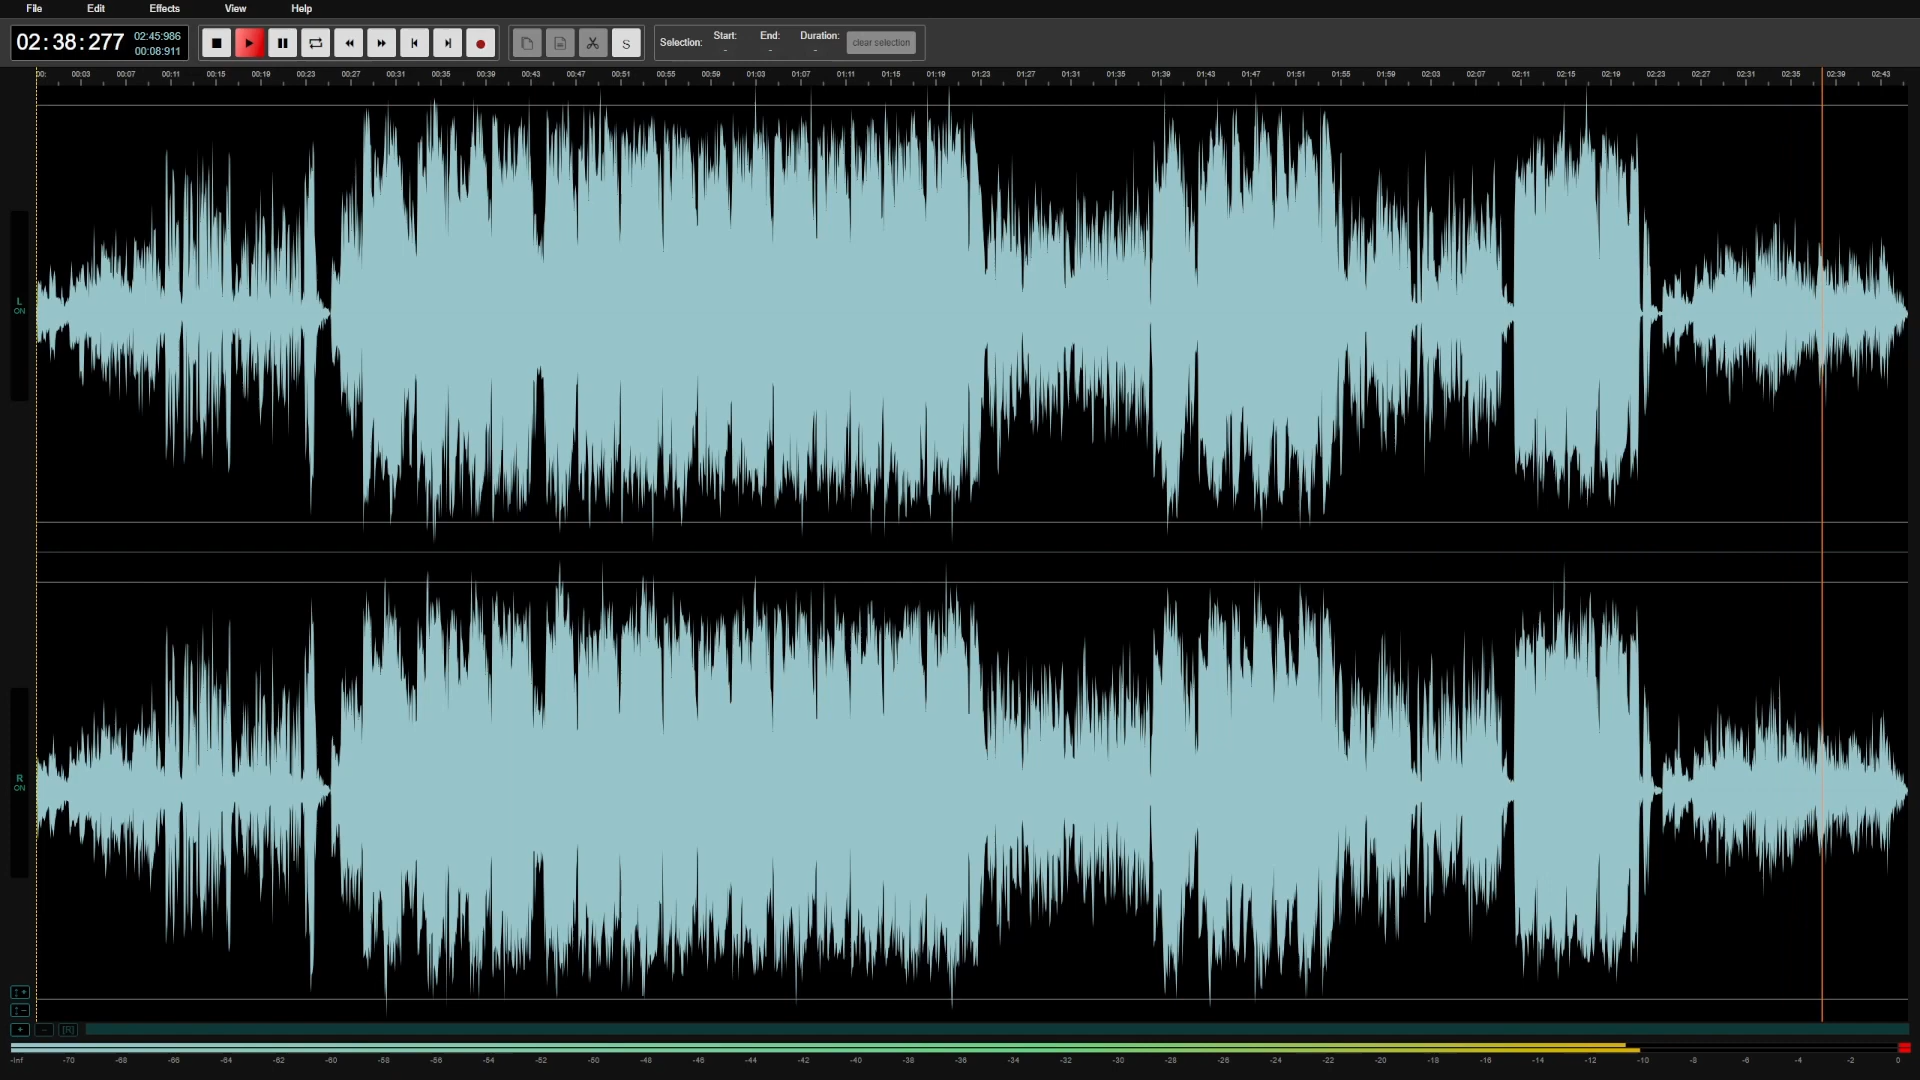 File Edit Effects View Help
02:38:277
02:45:986
00:08:911
S
Selection: Start: - End: - Duration: - clear selection
00: 00:03 00:07 00:11 00:15 00:19 00:23 00:27 00:31 00:35 00:39 00:43 00:47 00:51 00:55 00:59 01:03 01:07 01:11 01:15 01:19 01:23 01:27 01:31 01:35 01:39 01:43 01:47 01:51 01:55 01:59 02:03 02:07 02:11 02:15 02:19 02:23 02:27 02:31 02:35 02:39 02:43
L
ON
R
ON
[R]
-Inf -70 -68 -66 -64 -62 -60 -58 -56 -54 -52 -50 -48 -46 -44 -42 -40 -38 -36 -34 -32 -30 -28 -26 -24 -22 -20 -18 -16 -14 -12 -10 -8 -6 -4 -2 0